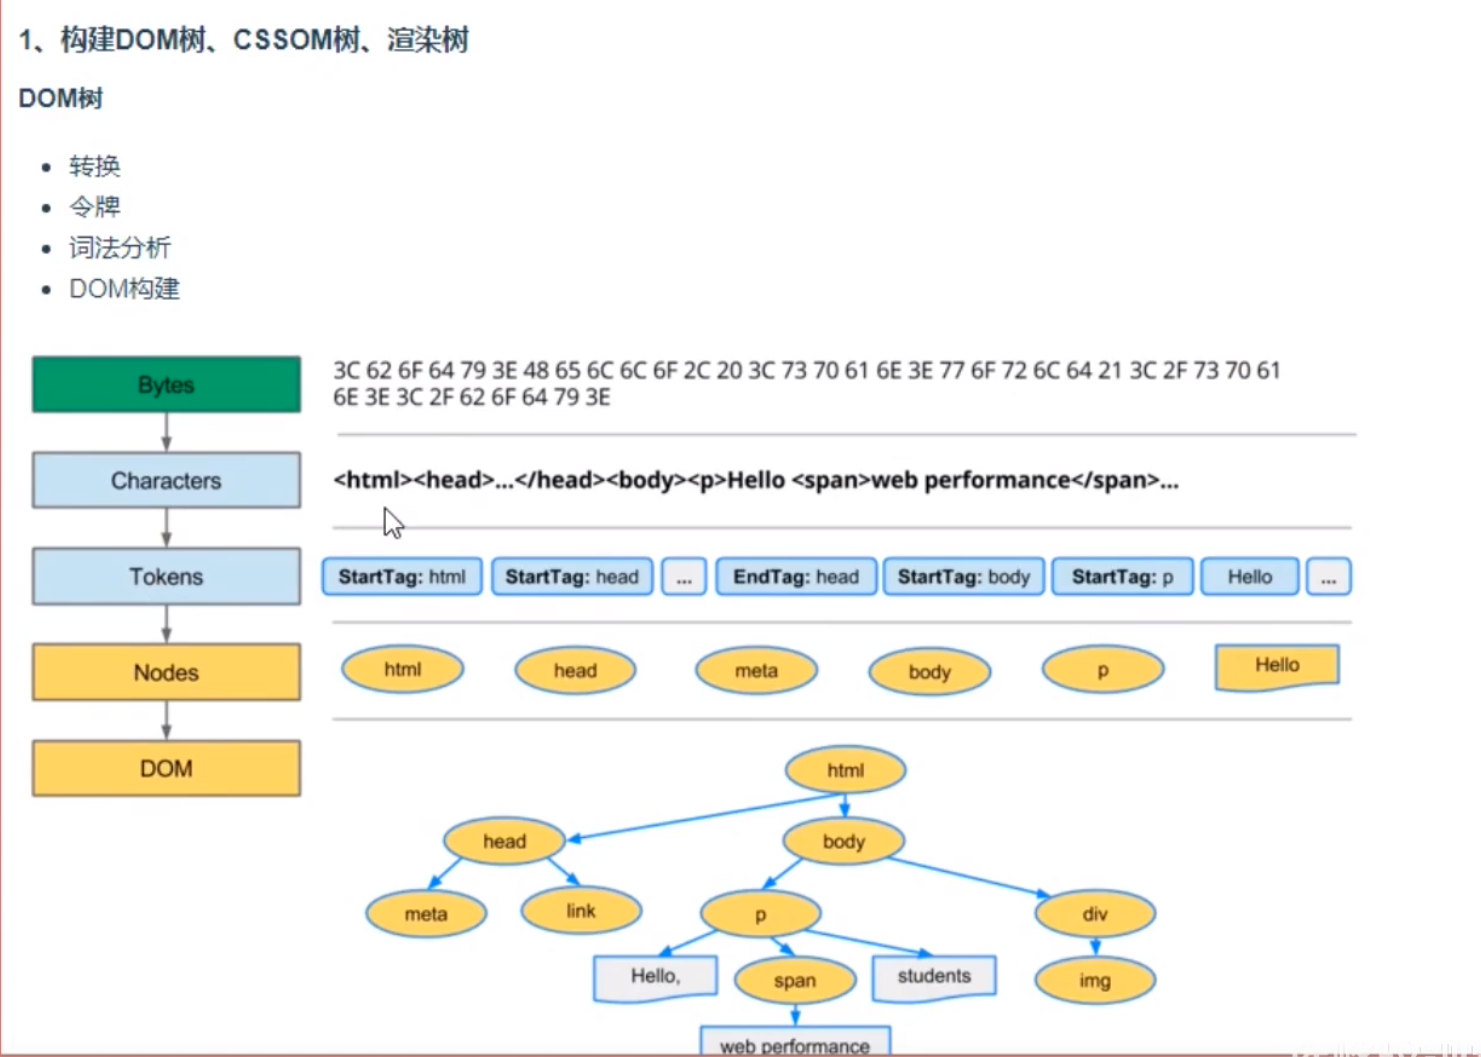 1、构建DOM树、CSSOM树、渲染树
DOM树
转换
令牌
词法分析
DOM构建
Bytes
3C 62 6F 64 79 3E 48 65 6C 6C 6F 2C 20 3C 73 70 61 6E 3E 77 6F 72 6C 64 21 3C 2F 73 70 61
6E 3E 3C 2F 62 6F 64 79 3E
Characters
<html><head>...</head><body><p>Hello <span>web performance</span>...
Tokens
StartTag: html StartTag: head ... EndTag: head StartTag: body StartTag: p Hello ...
Nodes
html head meta body p Hello
DOM
html
head body
meta link p div
Hello, span students img
web performance